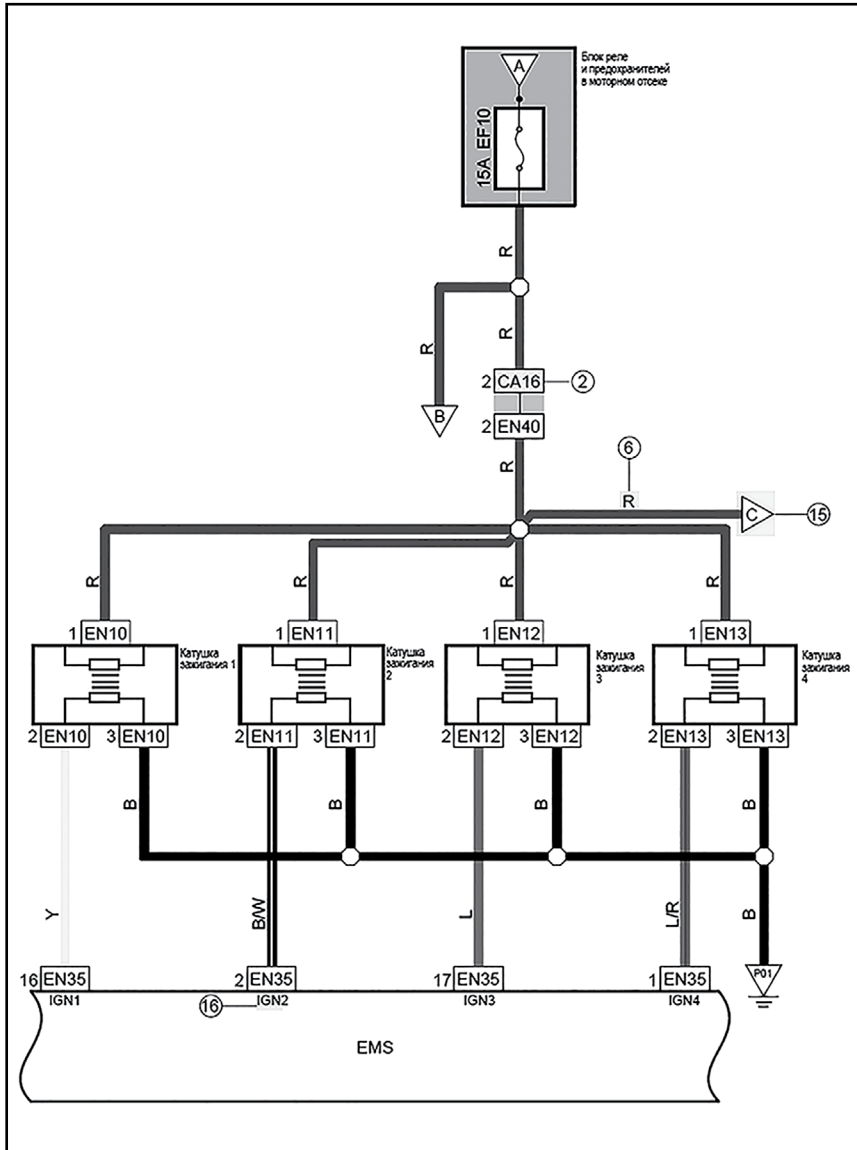 A
Блок реле
и предохранителей
в моторном отсеке
15A EF10
R
R
R
2 CA16
2
B
2 EN40
6
R
R
C
15
R
R
R
R
1 EN10
1 EN11
1 EN12
1 EN13
Катушка
зажигания 1
Катушка
зажигания
2
Катушка
зажигания
3
Катушка
зажигания
4
2 EN10
3 EN10
2 EN11
3 EN11
2 EN12
3 EN12
2 EN13
3 EN13
B
B
B
B
Y
B/W
L
L/R
B
16 EN35
2 EN35
17 EN35
1 EN35
P01
IGN1
16
IGN2
IGN3
IGN4
EMS